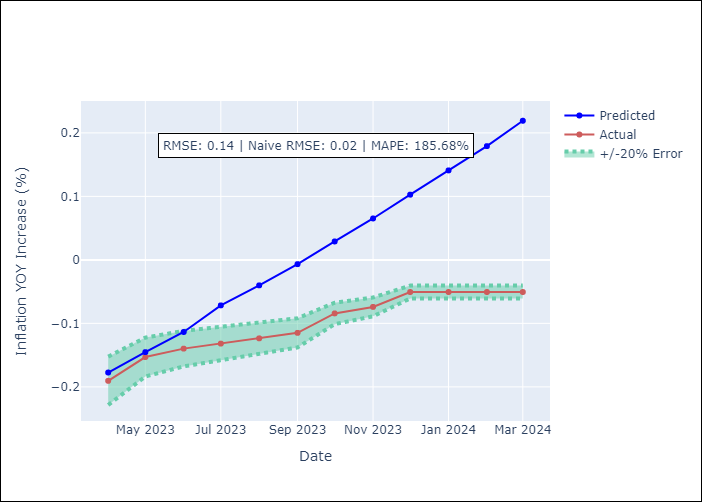 Predicted
Actual
+/-20% Error
RMSE: 0.14 | Naive RMSE: 0.02 | MAPE: 185.68%
Inflation YOY Increase (%)
0.2
0.1
0
−0.1
−0.2
May 2023
Jul 2023
Sep 2023
Nov 2023
Jan 2024
Mar 2024
Date